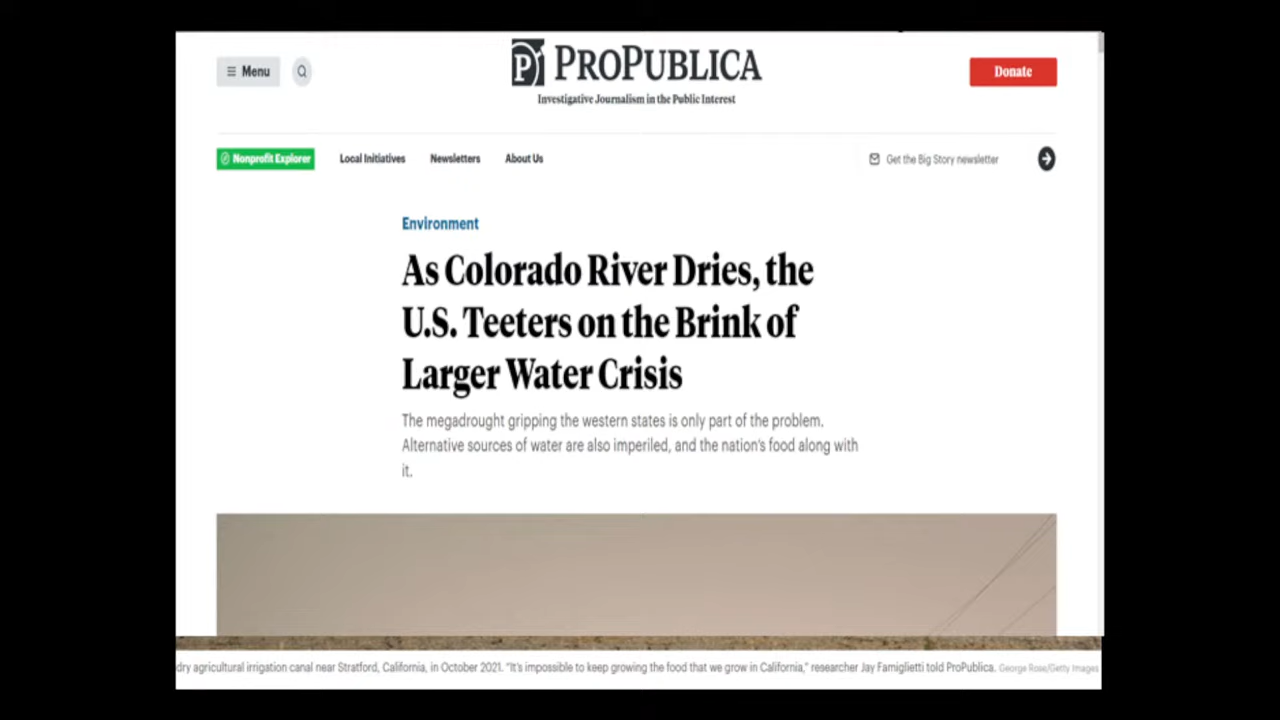 Menu
PROPUBLICA
Donate
Investigative Journalism in the Public Interest
Nonprofit Explorer
Local Initiatives
Newsletters
About Us
Get the Big Story newsletter
Environment
As Colorado River Dries, the
U.S. Teeters on the Brink of
Larger Water Crisis
The megadrought gripping the western states is only part of the problem.
Alternative sources of water are also imperiled, and the nation's food along with
it.
dry agricultural irrigation canal near Stratford, California, in October 2021. “It's impossible to keep growing the food that we grow in California,” researcher Jay Famiglietti told ProPublica. George Rose/Getty Images